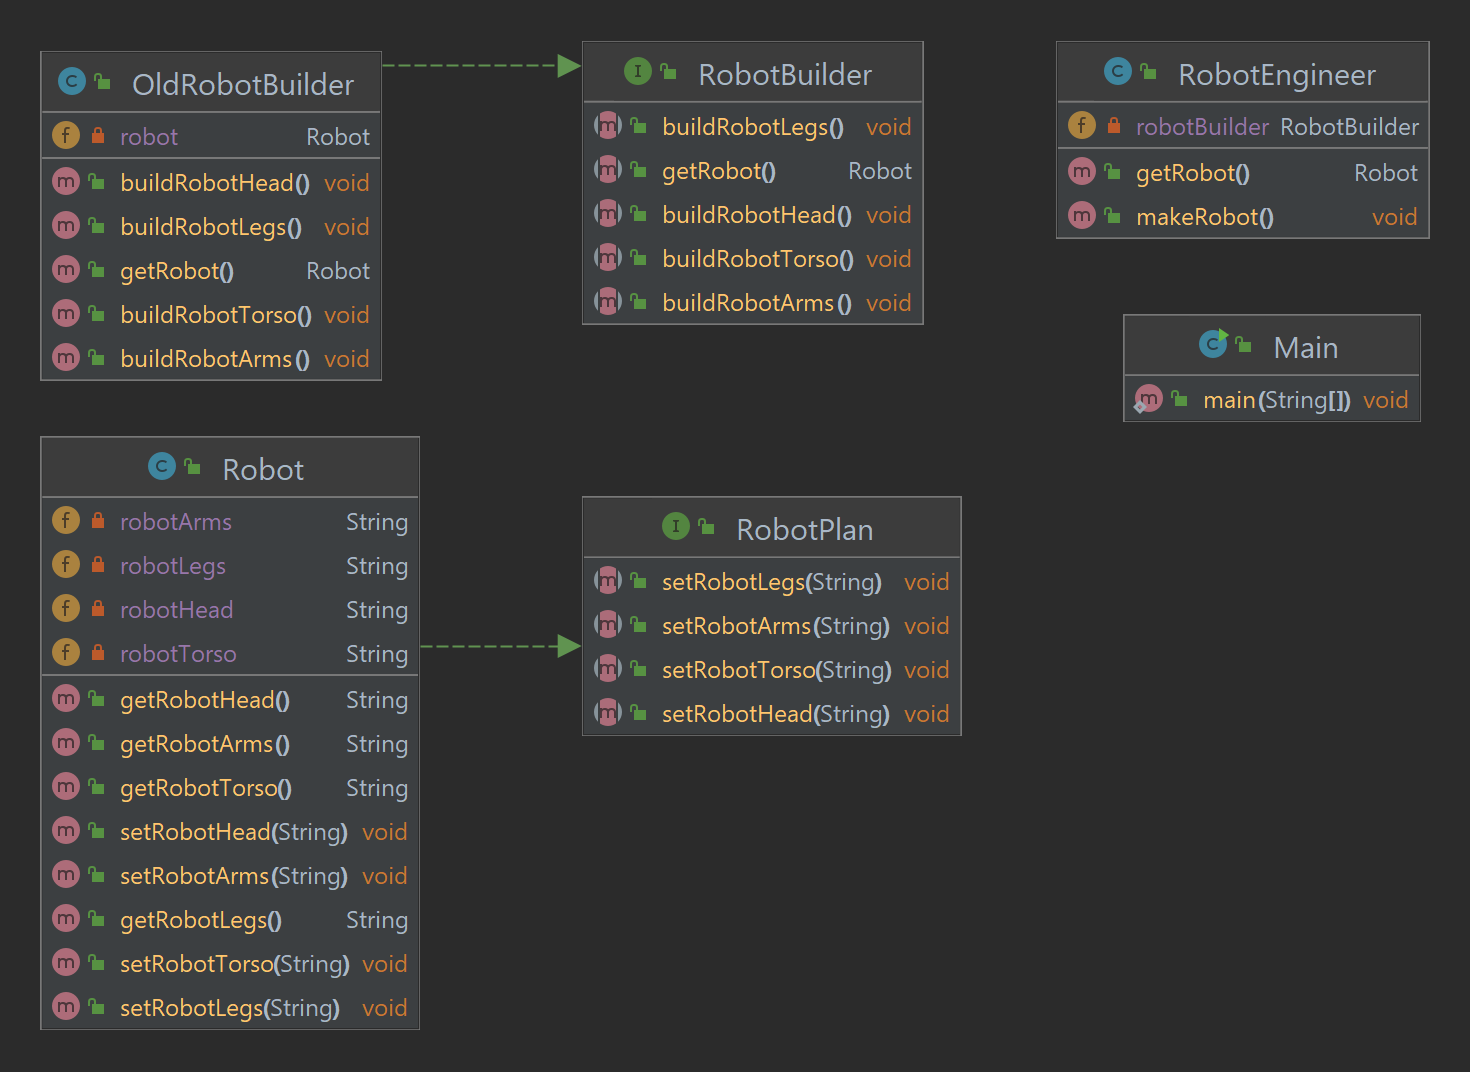 OldRobotBuilder
robot Robot
buildRobotHead() void
buildRobotLegs() void
getRobot() Robot
buildRobotTorso() void
buildRobotArms() void
RobotBuilder
buildRobotLegs() void
getRobot() Robot
buildRobotHead() void
buildRobotTorso() void
buildRobotArms() void
RobotEngineer
robotBuilder RobotBuilder
getRobot() Robot
makeRobot() void
Main
main(String[]) void
Robot
robotArms String
robotLegs String
robotHead String
robotTorso String
getRobotHead() String
getRobotArms() String
getRobotTorso() String
setRobotHead(String) void
setRobotArms(String) void
getRobotLegs() String
setRobotTorso(String) void
setRobotLegs(String) void
RobotPlan
setRobotLegs(String) void
setRobotArms(String) void
setRobotTorso(String) void
setRobotHead(String) void